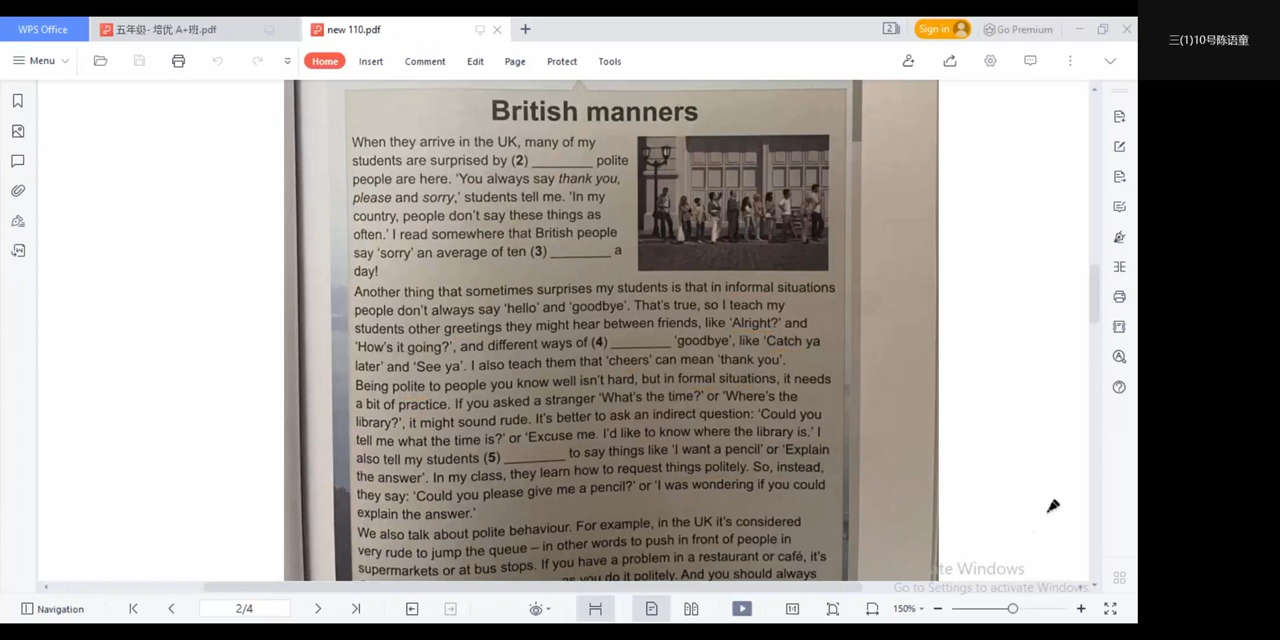 WPS Office
五年级- 培优 A+班.pdf
new 110.pdf
2
Sign in
Go Premium
三(1)10号陈语童
Menu
Home
Insert
Comment
Edit
Page
Protect
Tools
British manners
When they arrive in the UK, many of my
students are surprised by (2) ________ polite
people are here. ‘You always say thank you,
please and sorry,’ students tell me. ‘In my
country, people don’t say these things as
often.’ I read somewhere that British people
say ‘sorry’ an average of ten (3) ________ a
day!
Another thing that sometimes surprises my students is that in informal situations
people don’t always say ‘hello’ and ‘goodbye’. That’s true, so I teach my
students other greetings they might hear between friends, like ‘Alright?’ and
‘How’s it going?’, and different ways of (4) ________ ‘goodbye’, like ‘Catch ya
later’ and ‘See ya’. I also teach them that ‘cheers’ can mean ‘thank you’.
Being polite to people you know well isn’t hard, but in formal situations, it needs
a bit of practice. If you asked a stranger ‘What’s the time?’ or ‘Where’s the
library?’, it might sound rude. It’s better to ask an indirect question: ‘Could you
tell me what the time is?’ or ‘Excuse me. I’d like to know where the library is.’ I
also tell my students (5) ________ to say things like ‘I want a pencil’ or ‘Explain
the answer’. In my class, they learn how to request things politely. So, instead,
they say: ‘Could you please give me a pencil?’ or ‘I was wondering if you could
explain the answer.’
We also talk about polite behaviour. For example, in the UK it’s considered
very rude to jump the queue – in other words to push in front of people in
supermarkets or at bus stops. If you have a problem in a restaurant or café, it’s
as you do it politely. And you should always
te Windows
Go to Settings to activate Windows.
Navigation
2/4
1:1
150%